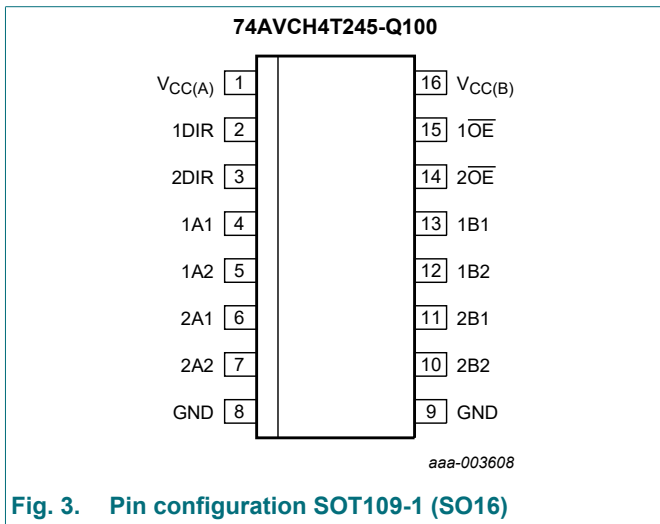 74AVCH4T245-Q100
VCC(A) 1 16 VCC(B)
1DIR 2 15 1O̅E̅
2DIR 3 14 2O̅E̅
1A1 4 13 1B1
1A2 5 12 1B2
2A1 6 11 2B1
2A2 7 10 2B2
GND 8 9 GND
aaa-003608
Fig. 3. Pin configuration SOT109-1 (SO16)